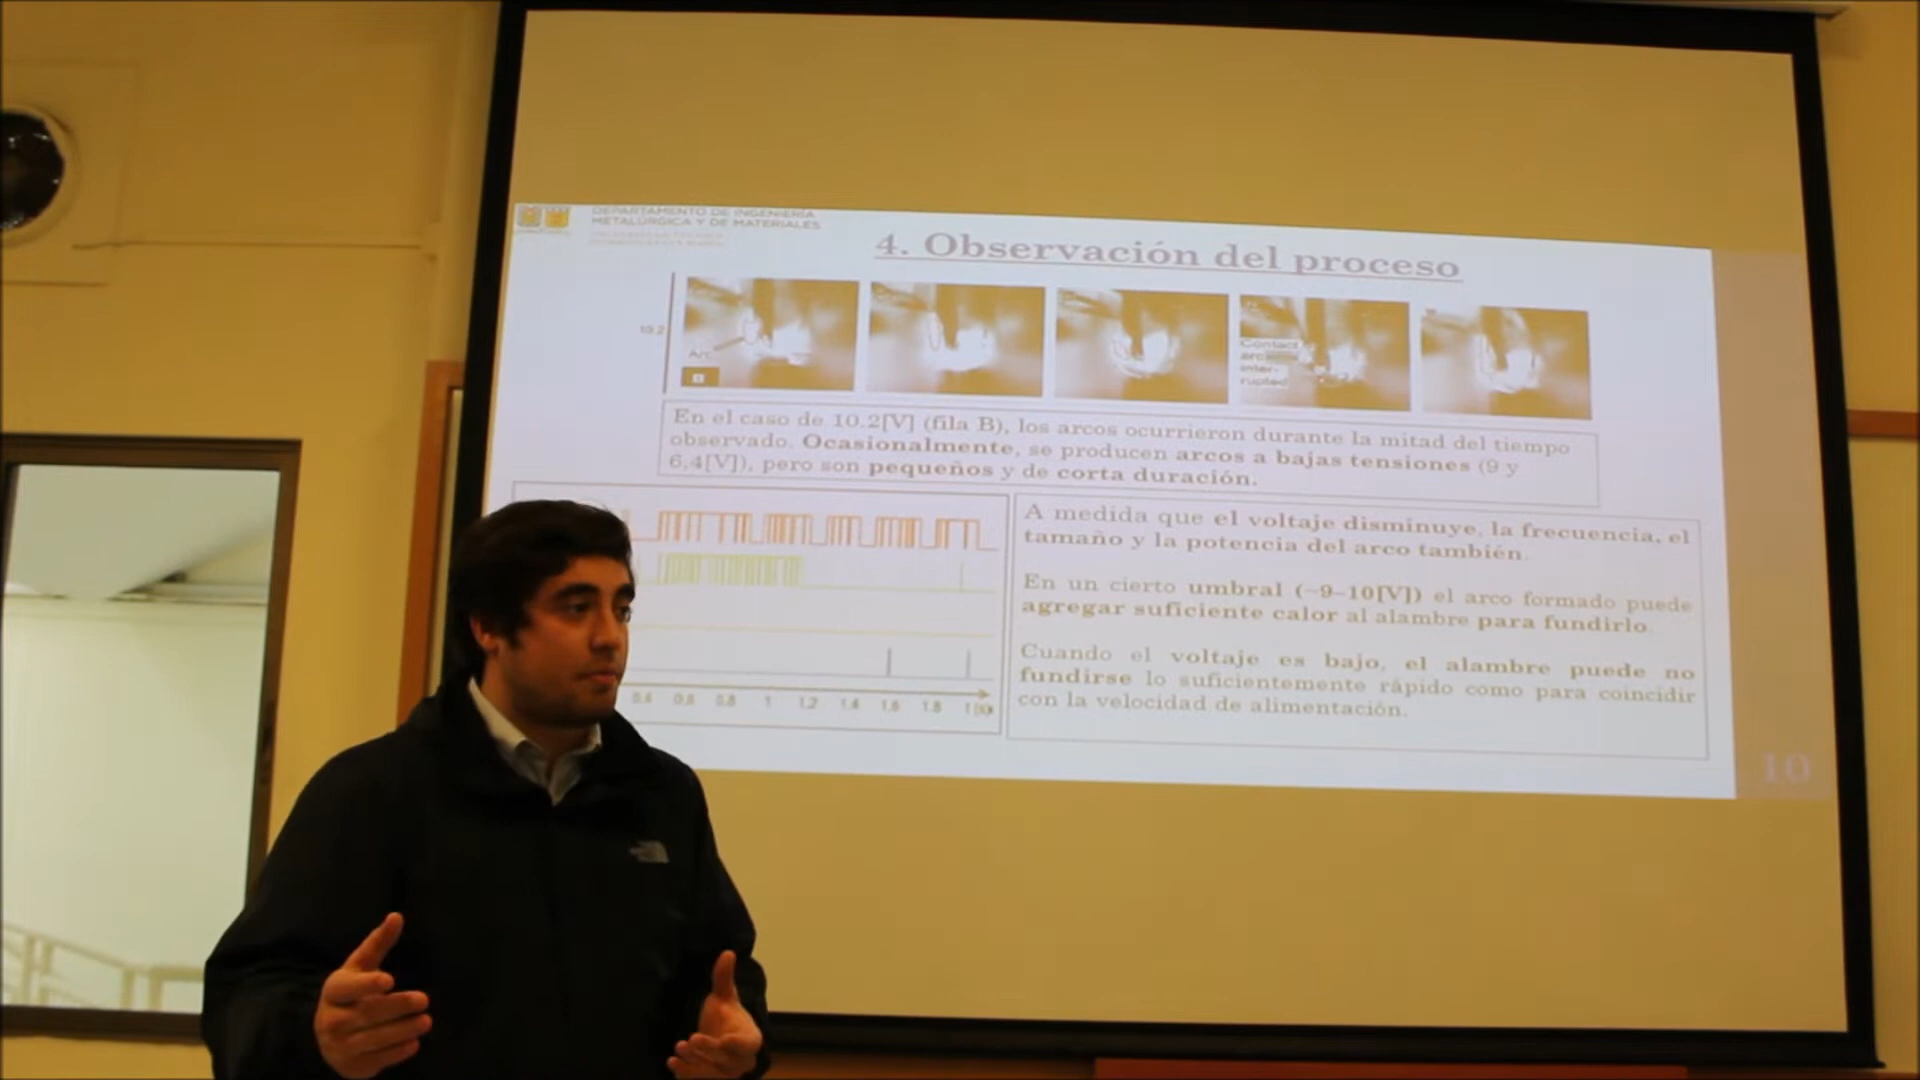 DEPARTAMENTO DE INGENIERÍA
METALÚRGICA Y DE MATERIALES
4. Observación del proceso
10.2
Arc
Contact
arc
inter-
rupted
En el caso de 10.2[V] (fila B), los arcos ocurrieron durante la mitad del tiempo
observado. Ocasionalmente, se producen arcos a bajas tensiones (9 y
6,4[V]), pero son pequeños y de corta duración.
A medida que el voltaje disminuye, la frecuencia, el
tamaño y la potencia del arco también.
En un cierto umbral (~9–10[V]) el arco formado puede
agregar suficiente calor al alambre para fundirlo.
Cuando el voltaje es bajo, el alambre puede no
fundirse lo suficientemente rápido como para coincidir
con la velocidad de alimentación.
0.8 1 1.2 1.4 1.6 1.8
10